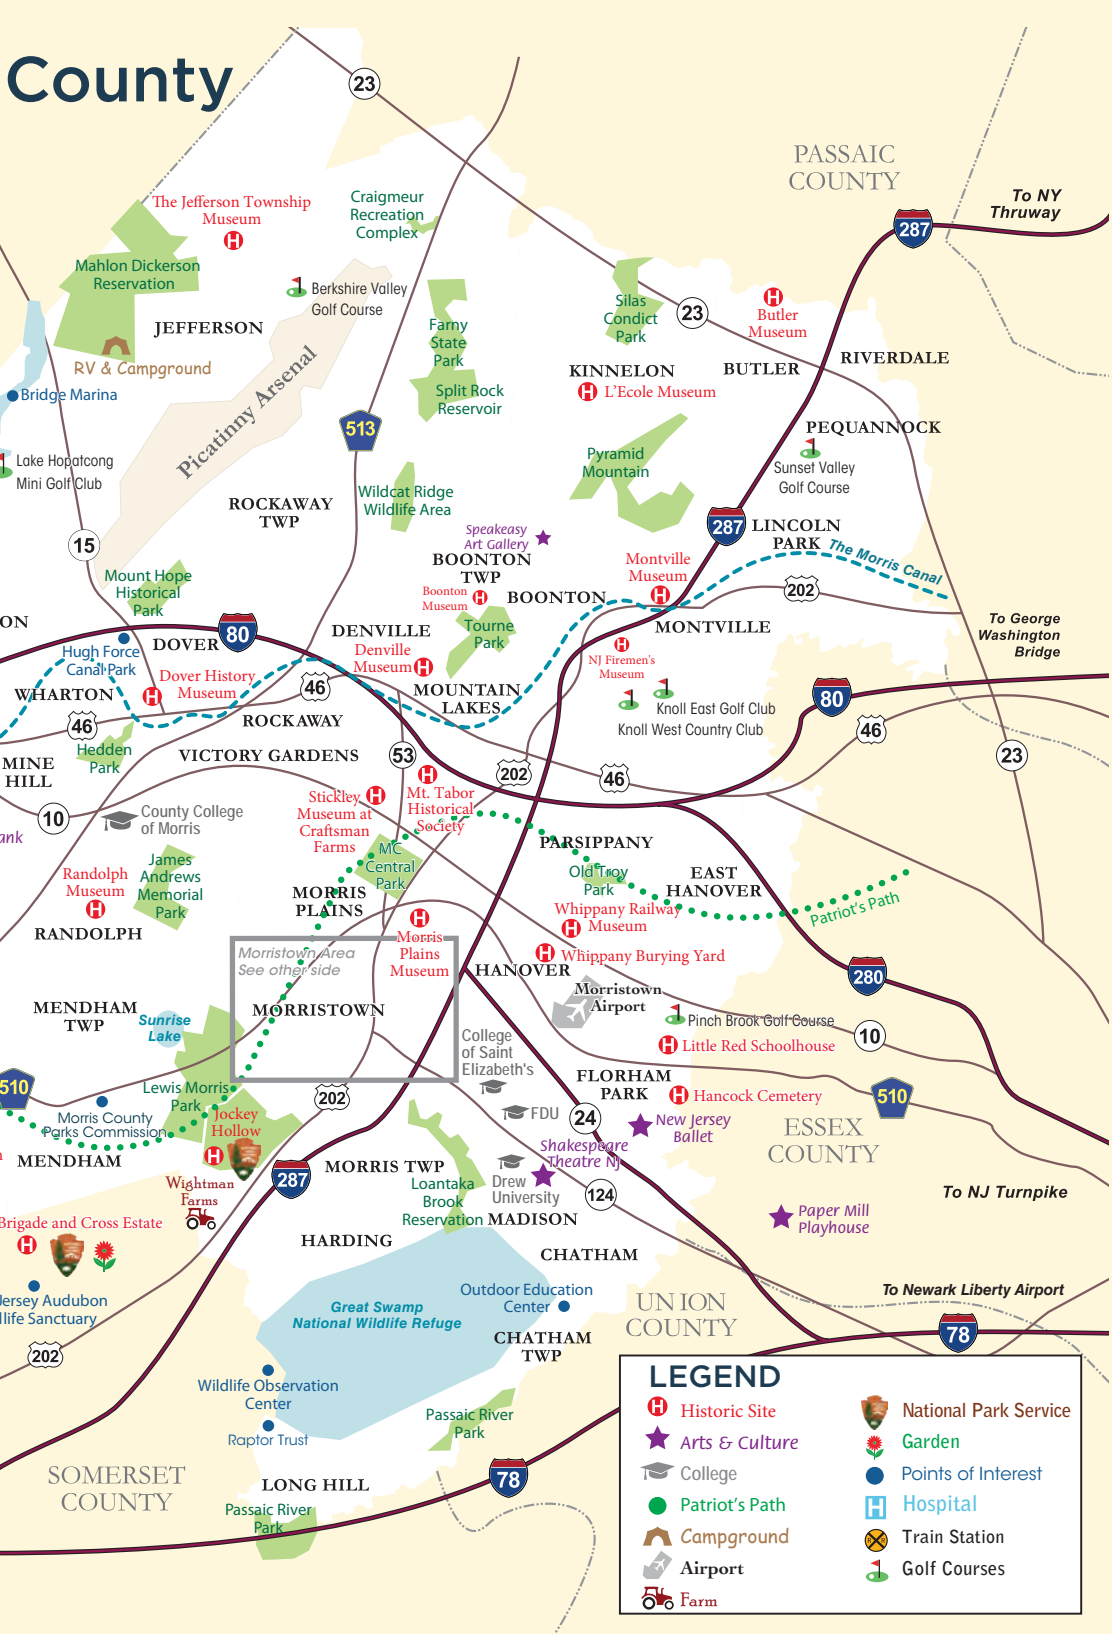 County
23
PASSAIC
COUNTY
To NY
Thruway
287
The Jefferson Township
Museum
Craigmeur
Recreation
Complex
Mahlon Dickerson
Reservation
Berkshire Valley
Golf Course
JEFFERSON
RV & Campground
Farny
State
Park
Silas
Condict
Park
23
Butler
Museum
RIVERDALE
BUTLER
KINNELON
L'Ecole Museum
Bridge Marina
Split Rock
Reservoir
Picatinny Arsenal
513
PEQUANNOCK
Sunset Valley
Golf Course
Lake Hopatcong
Mini Golf Club
Pyramid
Mountain
Wildcat Ridge
Wildlife Area
ROCKAWAY
TWP
287
LINCOLN
PARK
The Morris Canal
Speakeasy
Art Gallery
15
BOONTON
TWP
Montville
Museum
Mount Hope
Historical
Park
Boonton
Museum
BOONTON
202
ON
80
DOVER
DENVILLE
Denville
Museum
Tourne
Park
MONTVILLE
To George
Washington
Bridge
Hugh Force
Canal Park
NJ Firemen's
Museum
Dover History
Museum
WHARTON
46
MOUNTAIN
LAKES
Knoll East Golf Club
Knoll West Country Club
80
46
46
ROCKAWAY
Hedden
Park
VICTORY GARDENS
53
202
46
23
MINE
HILL
Mt. Tabor
Historical
Society
Stickley
Museum at
Craftsman
Farms
10
County College
of Morris
ank
PARSIPPANY
MC
Central
Park
James
Andrews
Memorial
Park
Old Troy
Park
EAST
HANOVER
Randolph
Museum
MORRIS
PLAINS
Patriot's Path
Whippany Railway
Museum
RANDOLPH
Morris
Plains
Museum
Morristown Area
See other side
Whippany Burying Yard
HANOVER
280
MENDHAM
TWP
MORRISTOWN
Morristown
Airport
Sunrise
Lake
Pinch Brook Golf Course
10
College
of Saint
Elizabeth's
Little Red Schoolhouse
510
Lewis Morris
Park
202
FLORHAM
PARK
Hancock Cemetery
510
Morris County
Parks Commission
Jockey
Hollow
FDU
24
New Jersey
Ballet
ESSEX
COUNTY
n
MENDHAM
Shakespeare
Theatre NJ
MORRIS TWP
287
Wightman
Farms
Loantaka
Brook
Reservation
Drew
University
124
To NJ Turnpike
MADISON
Brigade and Cross Estate
Paper Mill
Playhouse
HARDING
CHATHAM
Jersey Audubon
llife Sanctuary
Outdoor Education
Center
To Newark Liberty Airport
Great Swamp
National Wildlife Refuge
UNION
COUNTY
CHATHAM
TWP
78
202
Wildlife Observation
Center
Raptor Trust
Passaic River
Park
SOMERSET
COUNTY
LONG HILL
78
Passaic River
Park
LEGEND
Historic Site
Arts & Culture
College
Patriot's Path
Campground
Airport
Farm
National Park Service
Garden
Points of Interest
Hospital
Train Station
Golf Courses